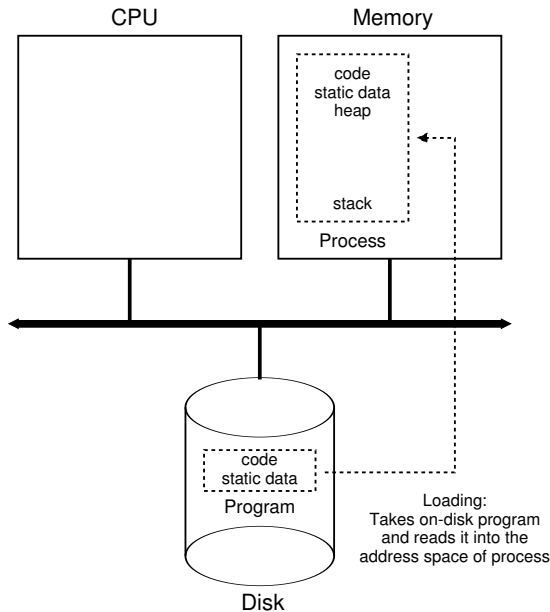 CPU
Memory
code
static data
heap
stack
Process
code
static data
Program
Loading:
Takes on-disk program
and reads it into the
address space of process
Disk